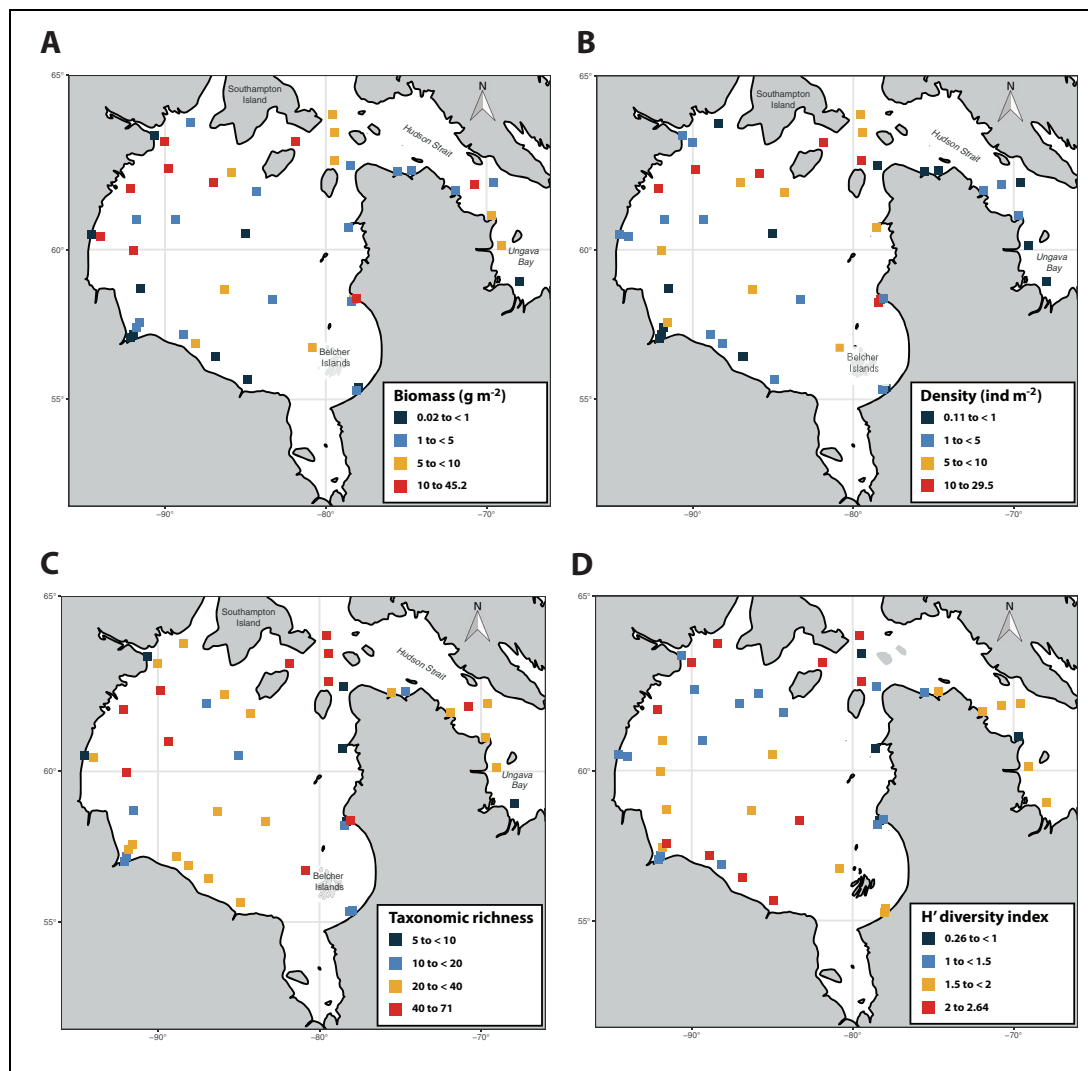 A
65°
60°
55°
−90°
−80°
−70°
Southampton
Island
N
Hudson Strait
Ungava
Bay
Belcher
Islands
Biomass (g m-2)
0.02 to < 1
1 to < 5
5 to < 10
10 to 45.2
B
65°
60°
55°
−90°
−80°
−70°
Southampton
Island
N
Hudson Strait
Ungava
Bay
Belcher
Islands
Density (ind m-2)
0.11 to < 1
1 to < 5
5 to < 10
10 to 29.5
C
65°
60°
55°
−90°
−80°
−70°
Southampton
Island
N
Hudson Strait
Ungava
Bay
Belcher
Islands
Taxonomic richness
5 to < 10
10 to < 20
20 to < 40
40 to 71
D
65°
60°
55°
−90°
−80°
−70°
N
H' diversity index
0.26 to < 1
1 to < 1.5
1.5 to < 2
2 to 2.64